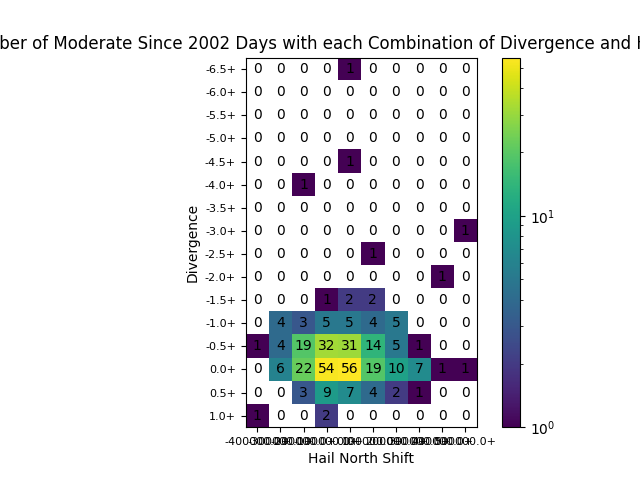 ber of Moderate Since 2002 Days with each Combination of Divergence and
-6.5+ 0 0 0 0 1 0 0 0 0 0
-6.0+ 0 0 0 0 0 0 0 0 0 0
-5.5+ 0 0 0 0 0 0 0 0 0 0
-5.0+ 0 0 0 0 0 0 0 0 0 0
-4.5+ 0 0 0 0 1 0 0 0 0 0
-4.0+ 0 0 1 0 0 0 0 0 0 0
-3.5+ 0 0 0 0 0 0 0 0 0 0
-3.0+ 0 0 0 0 0 0 0 0 0 1
-2.5+ 0 0 0 0 0 1 0 0 0 0
-2.0+ 0 0 0 0 0 0 0 0 1 0
-1.5+ 0 0 0 1 2 2 0 0 0 0
-1.0+ 0 4 3 5 5 4 5 0 0 0
-0.5+ 1 4 19 32 31 14 5 1 0 0
0.0+ 0 6 22 54 56 19 10 7 1 1
0.5+ 0 0 3 9 7 4 2 1 0 0
1.0+ 1 0 0 2 0 0 0 0 0 0
Divergence
Hail North Shift
10¹
10⁰